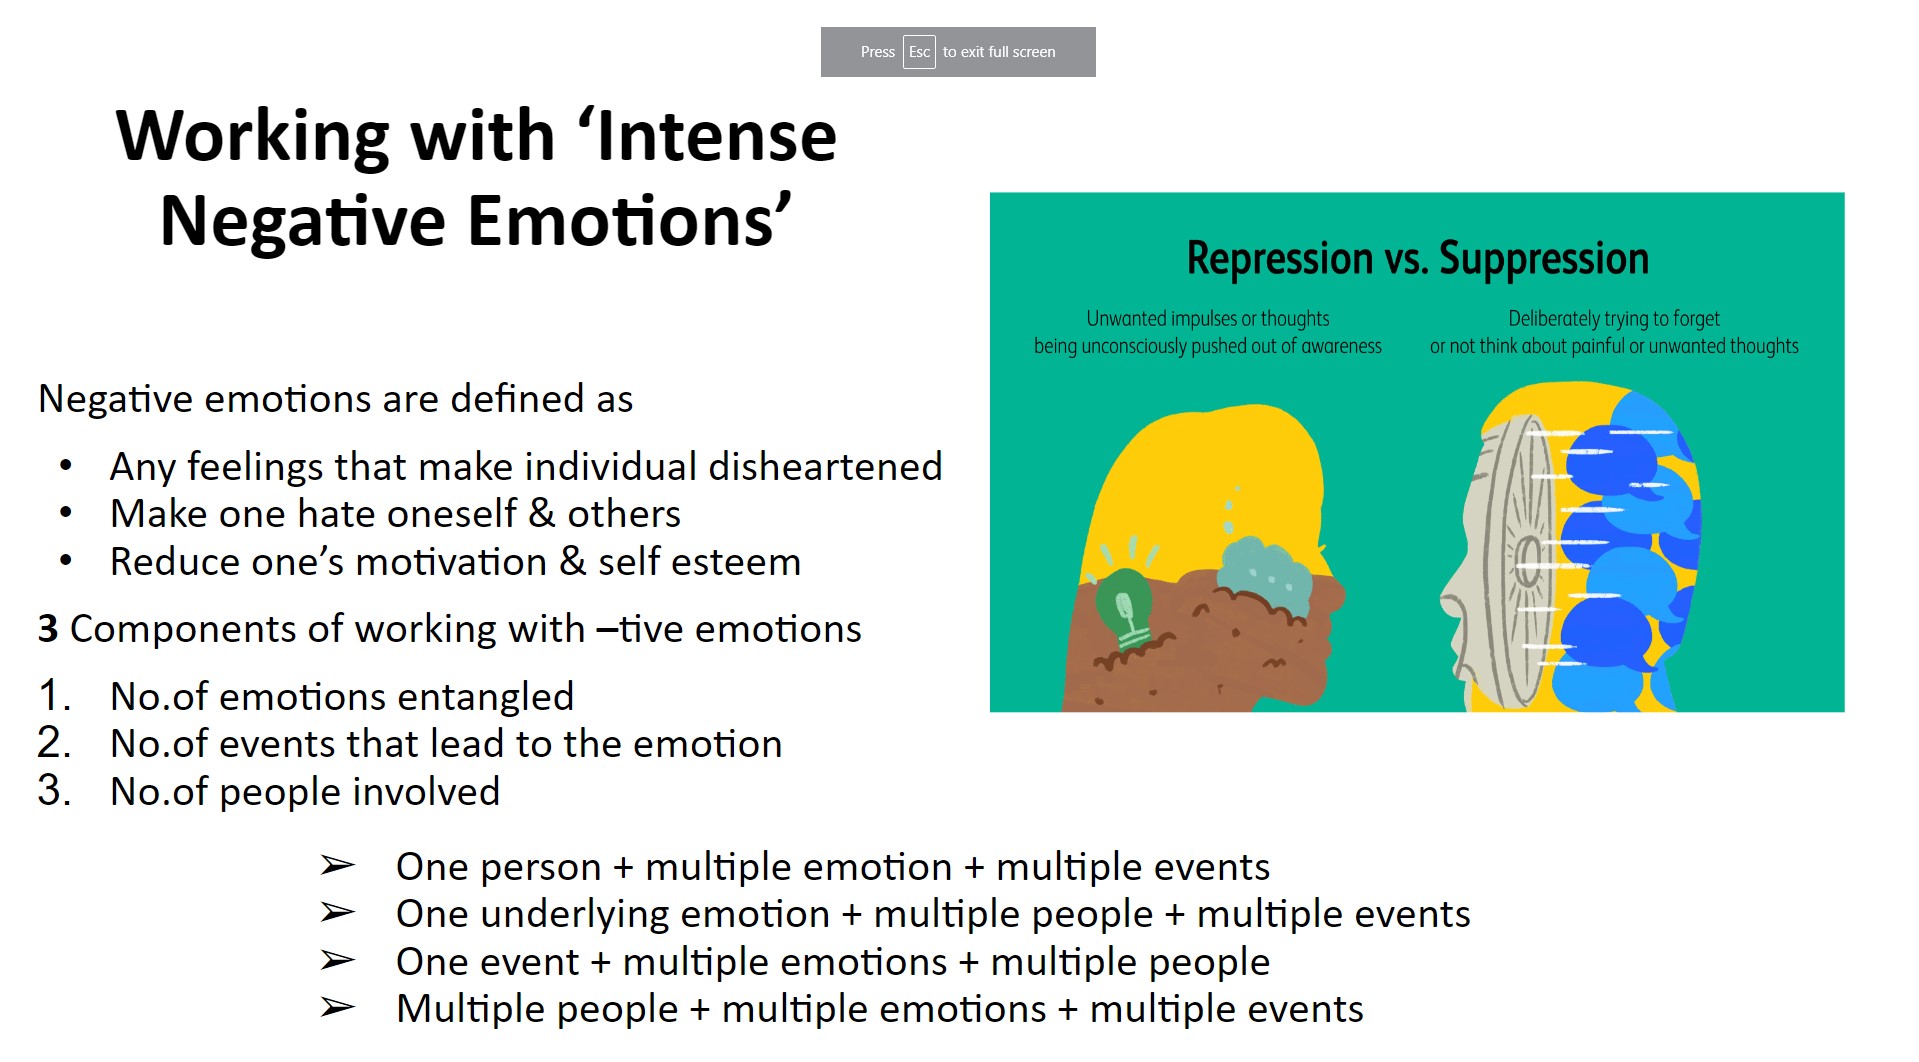 Press Esc to exit full screen
Working with ‘Intense
Negative Emotions’
Negative emotions are defined as
• Any feelings that make individual disheartened
• Make one hate oneself & others
• Reduce one’s motivation & self esteem
3 Components of working with –tive emotions
1. No.of emotions entangled
2. No.of events that lead to the emotion
3. No.of people involved
➢ One person + multiple emotion + multiple events
➢ One underlying emotion + multiple people + multiple events
➢ One event + multiple emotions + multiple people
➢ Multiple people + multiple emotions + multiple events
Repression vs. Suppression
Unwanted impulses or thoughts
being unconsciously pushed out of awareness
Deliberately trying to forget
or not think about painful or unwanted thoughts